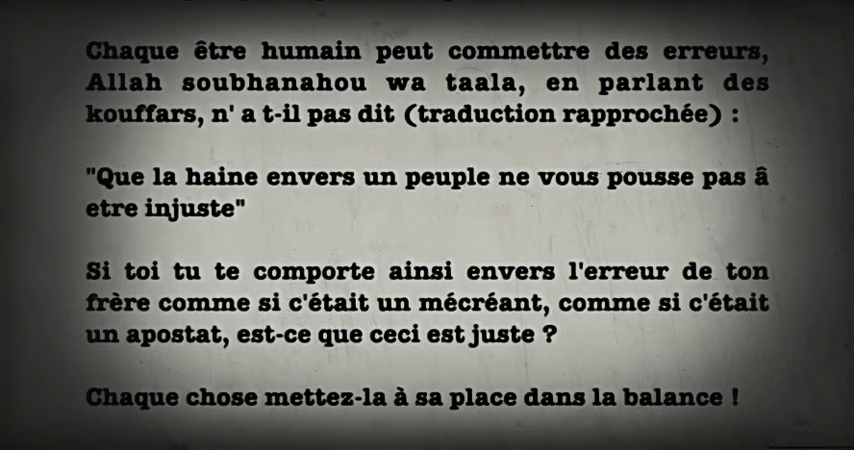 Chaque être humain peut commettre des erreurs,
Allah soubhanahou wa taala, en parlant des
kouffars, n' a t-il pas dit (traduction rapprochée) :
"Que la haine envers un peuple ne vous pousse pas â
etre injuste"
Si toi tu te comporte ainsi envers l'erreur de ton
frère comme si c'était un mécréant, comme si c'était
un apostat, est-ce que ceci est juste ?
Chaque chose mettez-la à sa place dans la balance !